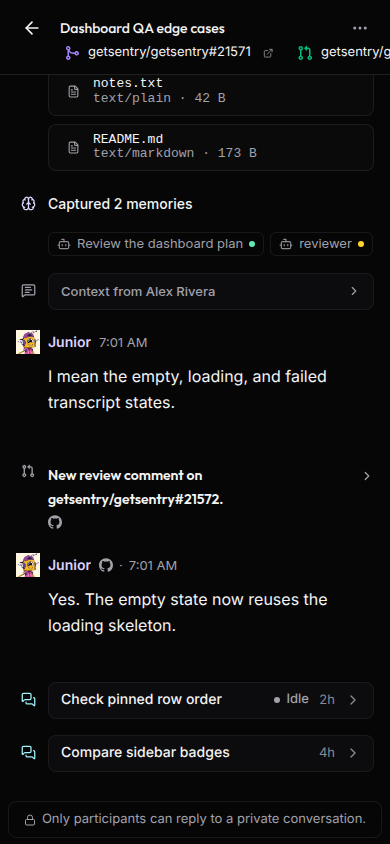 Dashboard QA edge cases
getsentry/getsentry#21571 getsentry/g
notes.txt
text/plain · 42 B
README.md
text/markdown · 173 B
Captured 2 memories
Review the dashboard plan reviewer
Context from Alex Rivera
Junior 7:01 AM
I mean the empty, loading, and failed
transcript states.
New review comment on
getsentry/getsentry#21572.
Junior · 7:01 AM
Yes. The empty state now reuses the
loading skeleton.
Check pinned row order Idle 2h
Compare sidebar badges 4h
Only participants can reply to a private conversation.